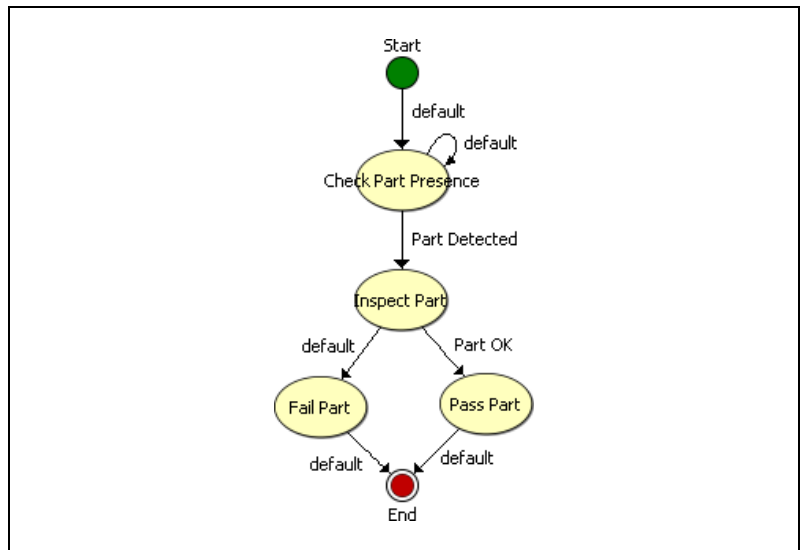 Start
default
default
Check Part Presence
Part Detected
Inspect Part
default
Part OK
Fail Part
Pass Part
default
default
End